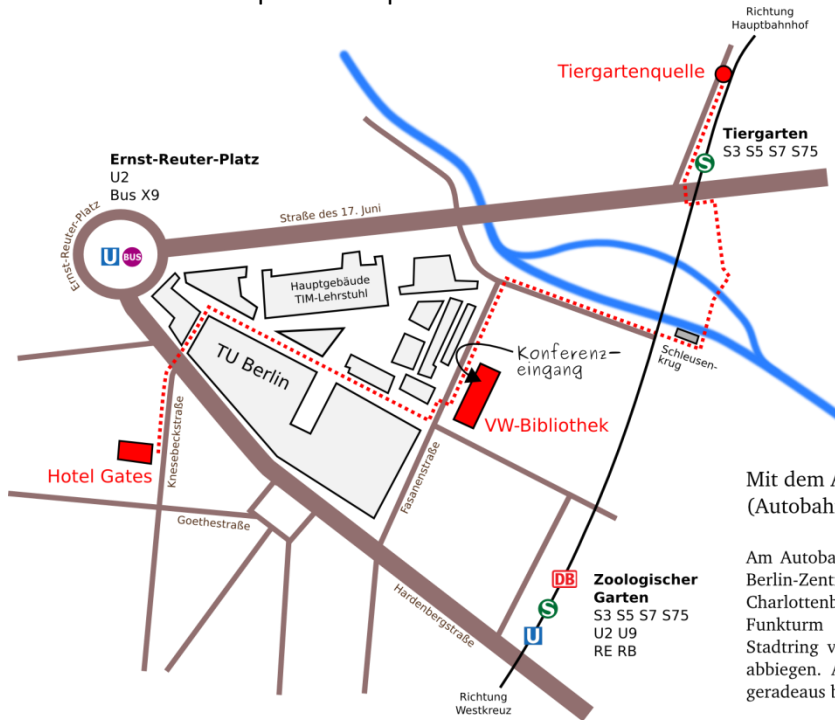 Richtung
Hauptbahnhof
Tiergartenquelle
Tiergarten
S3 S5 S7 S75
S
Ernst-Reuter-Platz
U2
Bus X9
Ernst-Reuter-Platz
U BUS
Straße des 17. Juni
Hauptgebäude
TIM-Lehrstuhl
TU Berlin
Konferenz-
eingang
Schleusen-
krug
VW-Bibliothek
Hotel Gates
Knesebeckstraße
Fasanenstraße
Goethestraße
Hardenbergstraße
DB
S
U
Zoologischer
Garten
S3 S5 S7 S75
U2 U9
RE RB
Richtung
Westkreuz
Mit dem
(Autobah
Am Autoba
Berlin-Zent
Charlottenb
Funkturm
Stadtring v
abbiegen. A
geradeaus b